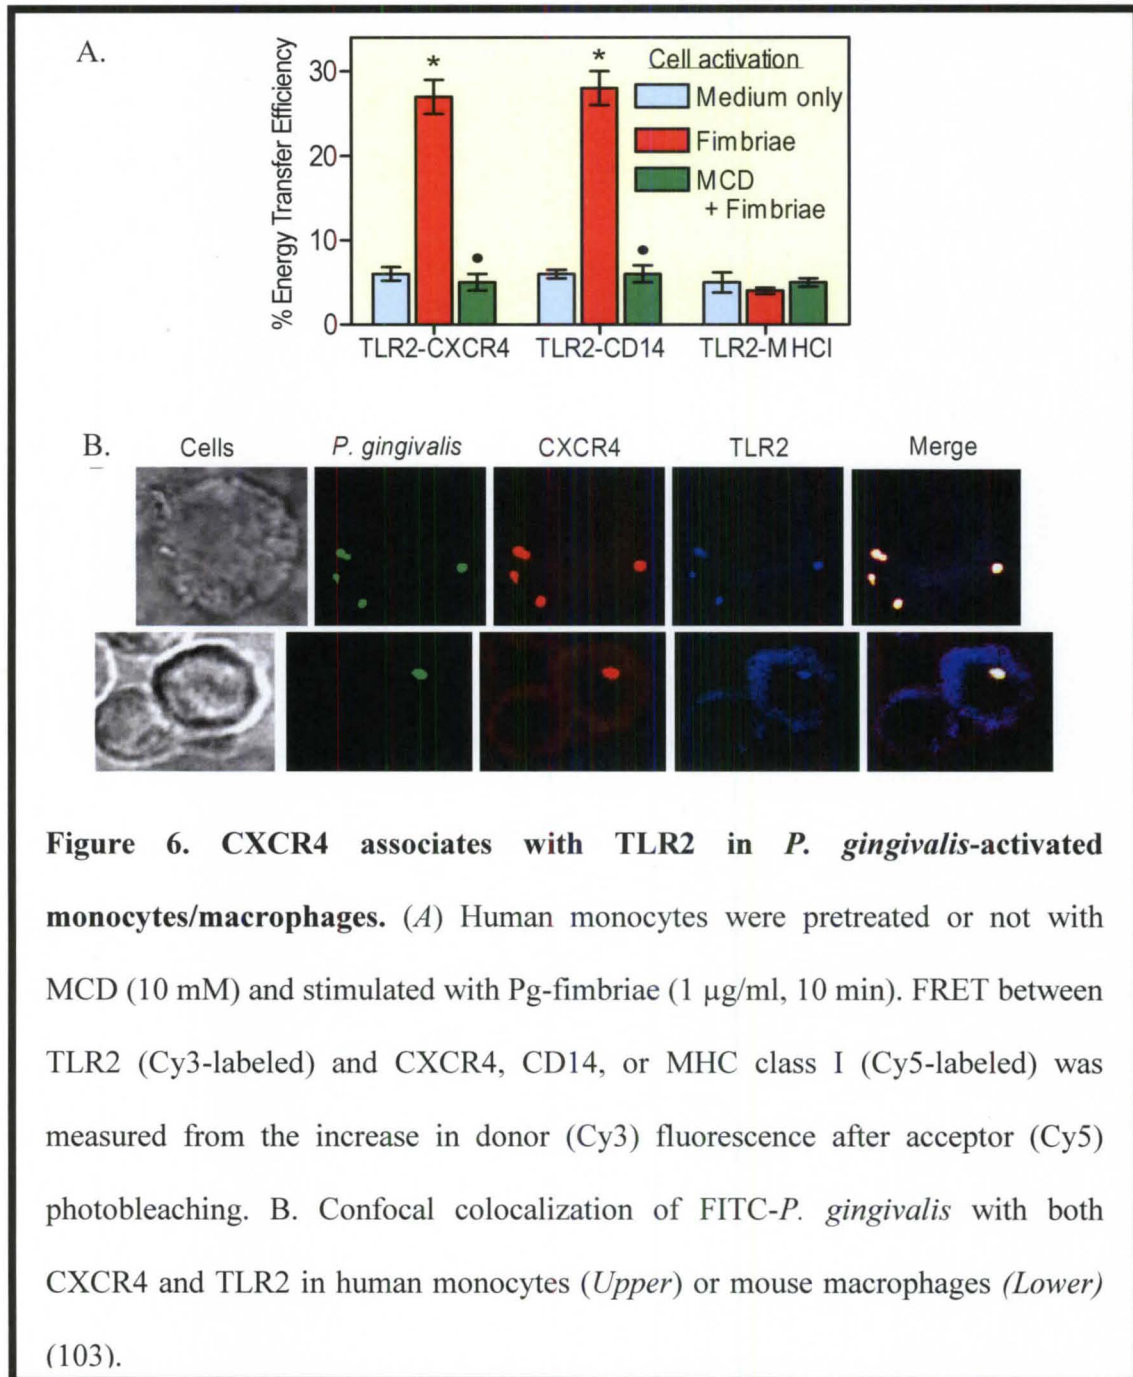 A.
% Energy Transfer Efficiency
30
20
10
0
*
*
Cell activation
Medium only
Fimbriae
MCD
+ Fimbriae
TLR2-CXCR4 TLR2-CD14 TLR2-MHCI
B.
Cells P. gingivalis CXCR4 TLR2 Merge
Figure 6. CXCR4 associates with TLR2 in P. gingivalis-activated
monocytes/macrophages. (A) Human monocytes were pretreated or not with
MCD (10 mM) and stimulated with Pg-fimbriae (1 µg/ml, 10 min). FRET between
TLR2 (Cy3-labeled) and CXCR4, CD14, or MHC class I (Cy5-labeled) was
measured from the increase in donor (Cy3) fluorescence after acceptor (Cy5)
photobleaching. B. Confocal colocalization of FITC-P. gingivalis with both
CXCR4 and TLR2 in human monocytes (Upper) or mouse macrophages (Lower)
(103).